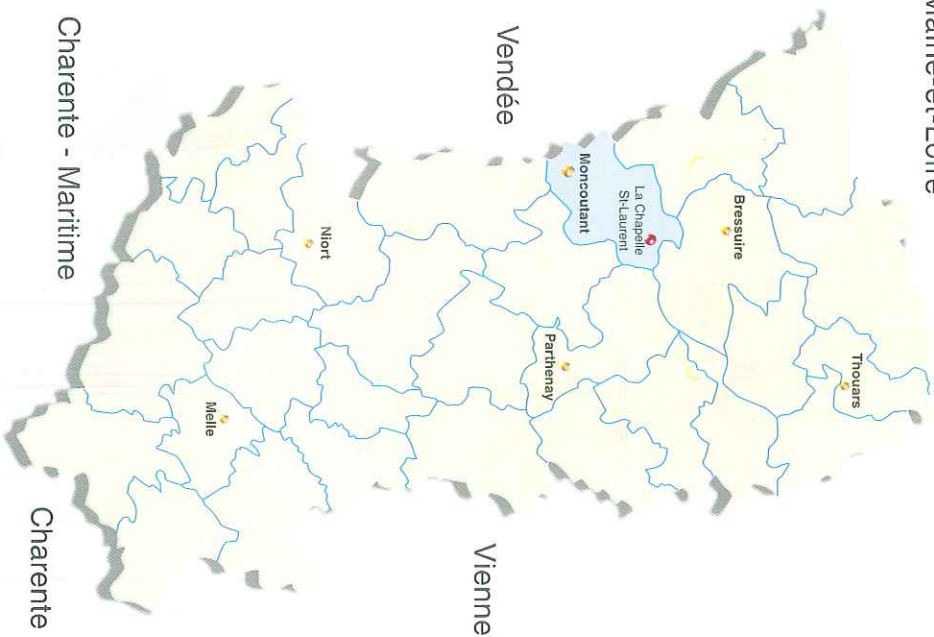 Maine-et-Loire
Vendée
Charente - Maritime
Thouars
Bressuire
La Chapelle
St-Laurent
Moncoutant
Parthenay
Niort
Melle
Vienne
Charente